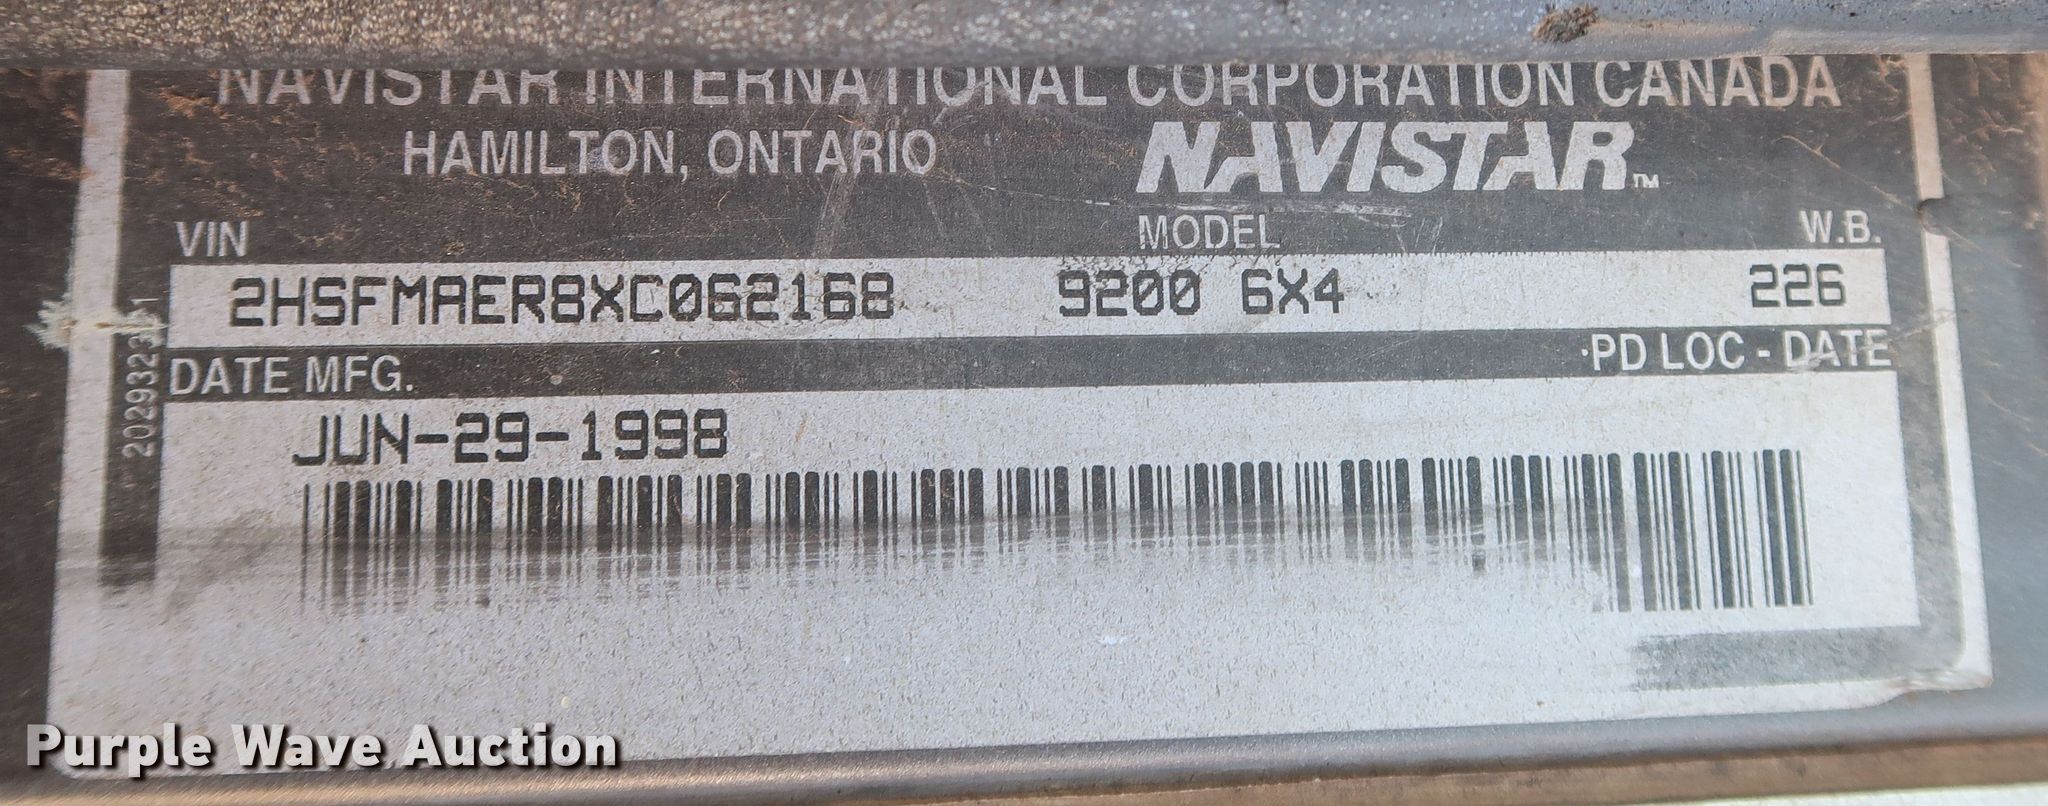 NAVISTAR INTERNATIONAL CORPORATION CANADA
HAMILTON, ONTARIO
NAVISTAR™
VIN MODEL W.B.
2HSFMAER8XC062168 9200 6X4 226
DATE MFG. PD LOC - DATE
JUN-29-1998
Purple Wave Auction